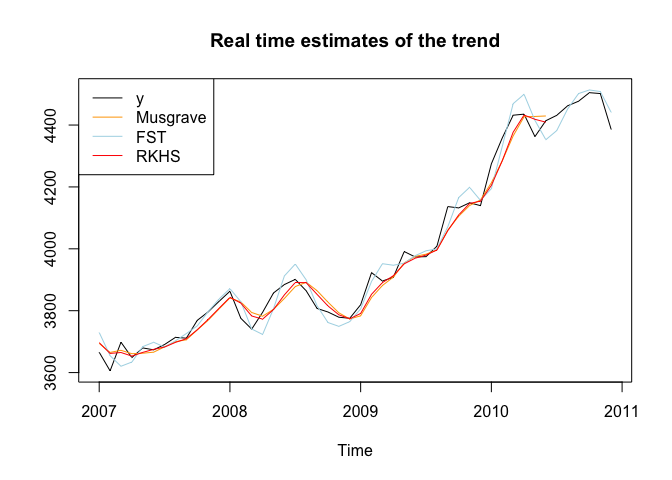 Real time estimates of the trend
y
Musgrave
FST
RKHS
4400
4200
4000
3800
3600
2007 2008 2009 2010 2011
Time